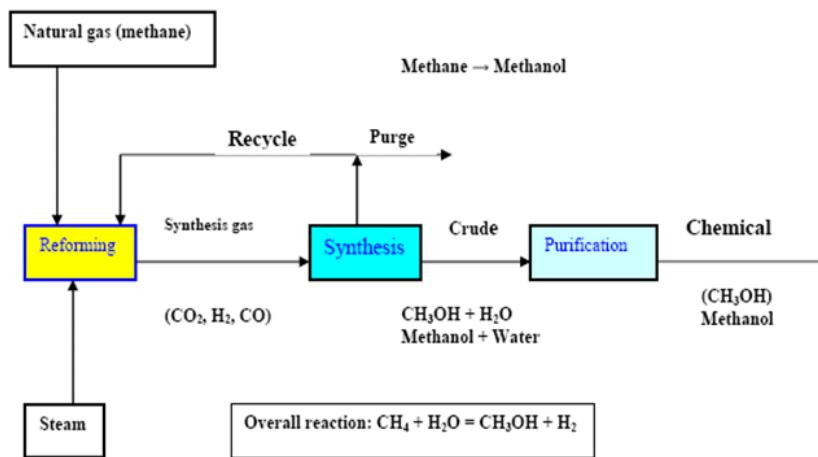 Natural gas (methane)
Methane → Methanol
Recycle
Purge
Reforming
Synthesis gas
Synthesis
Crude
Purification
Chemical
(CO₂, H₂, CO)
CH₃OH + H₂O
Methanol + Water
(CH₃OH)
Methanol
Steam
Overall reaction: CH₄ + H₂O = CH₃OH + H₂